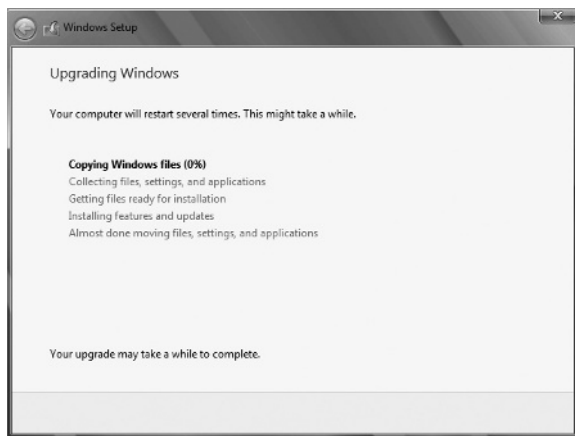 Windows Setup
Upgrading Windows
Your computer will restart several times. This might take a while.
Copying Windows files (0%)
Collecting files, settings, and applications
Getting files ready for installation
Installing features and updates
Almost done moving files, settings, and applications
Your upgrade may take a while to complete.